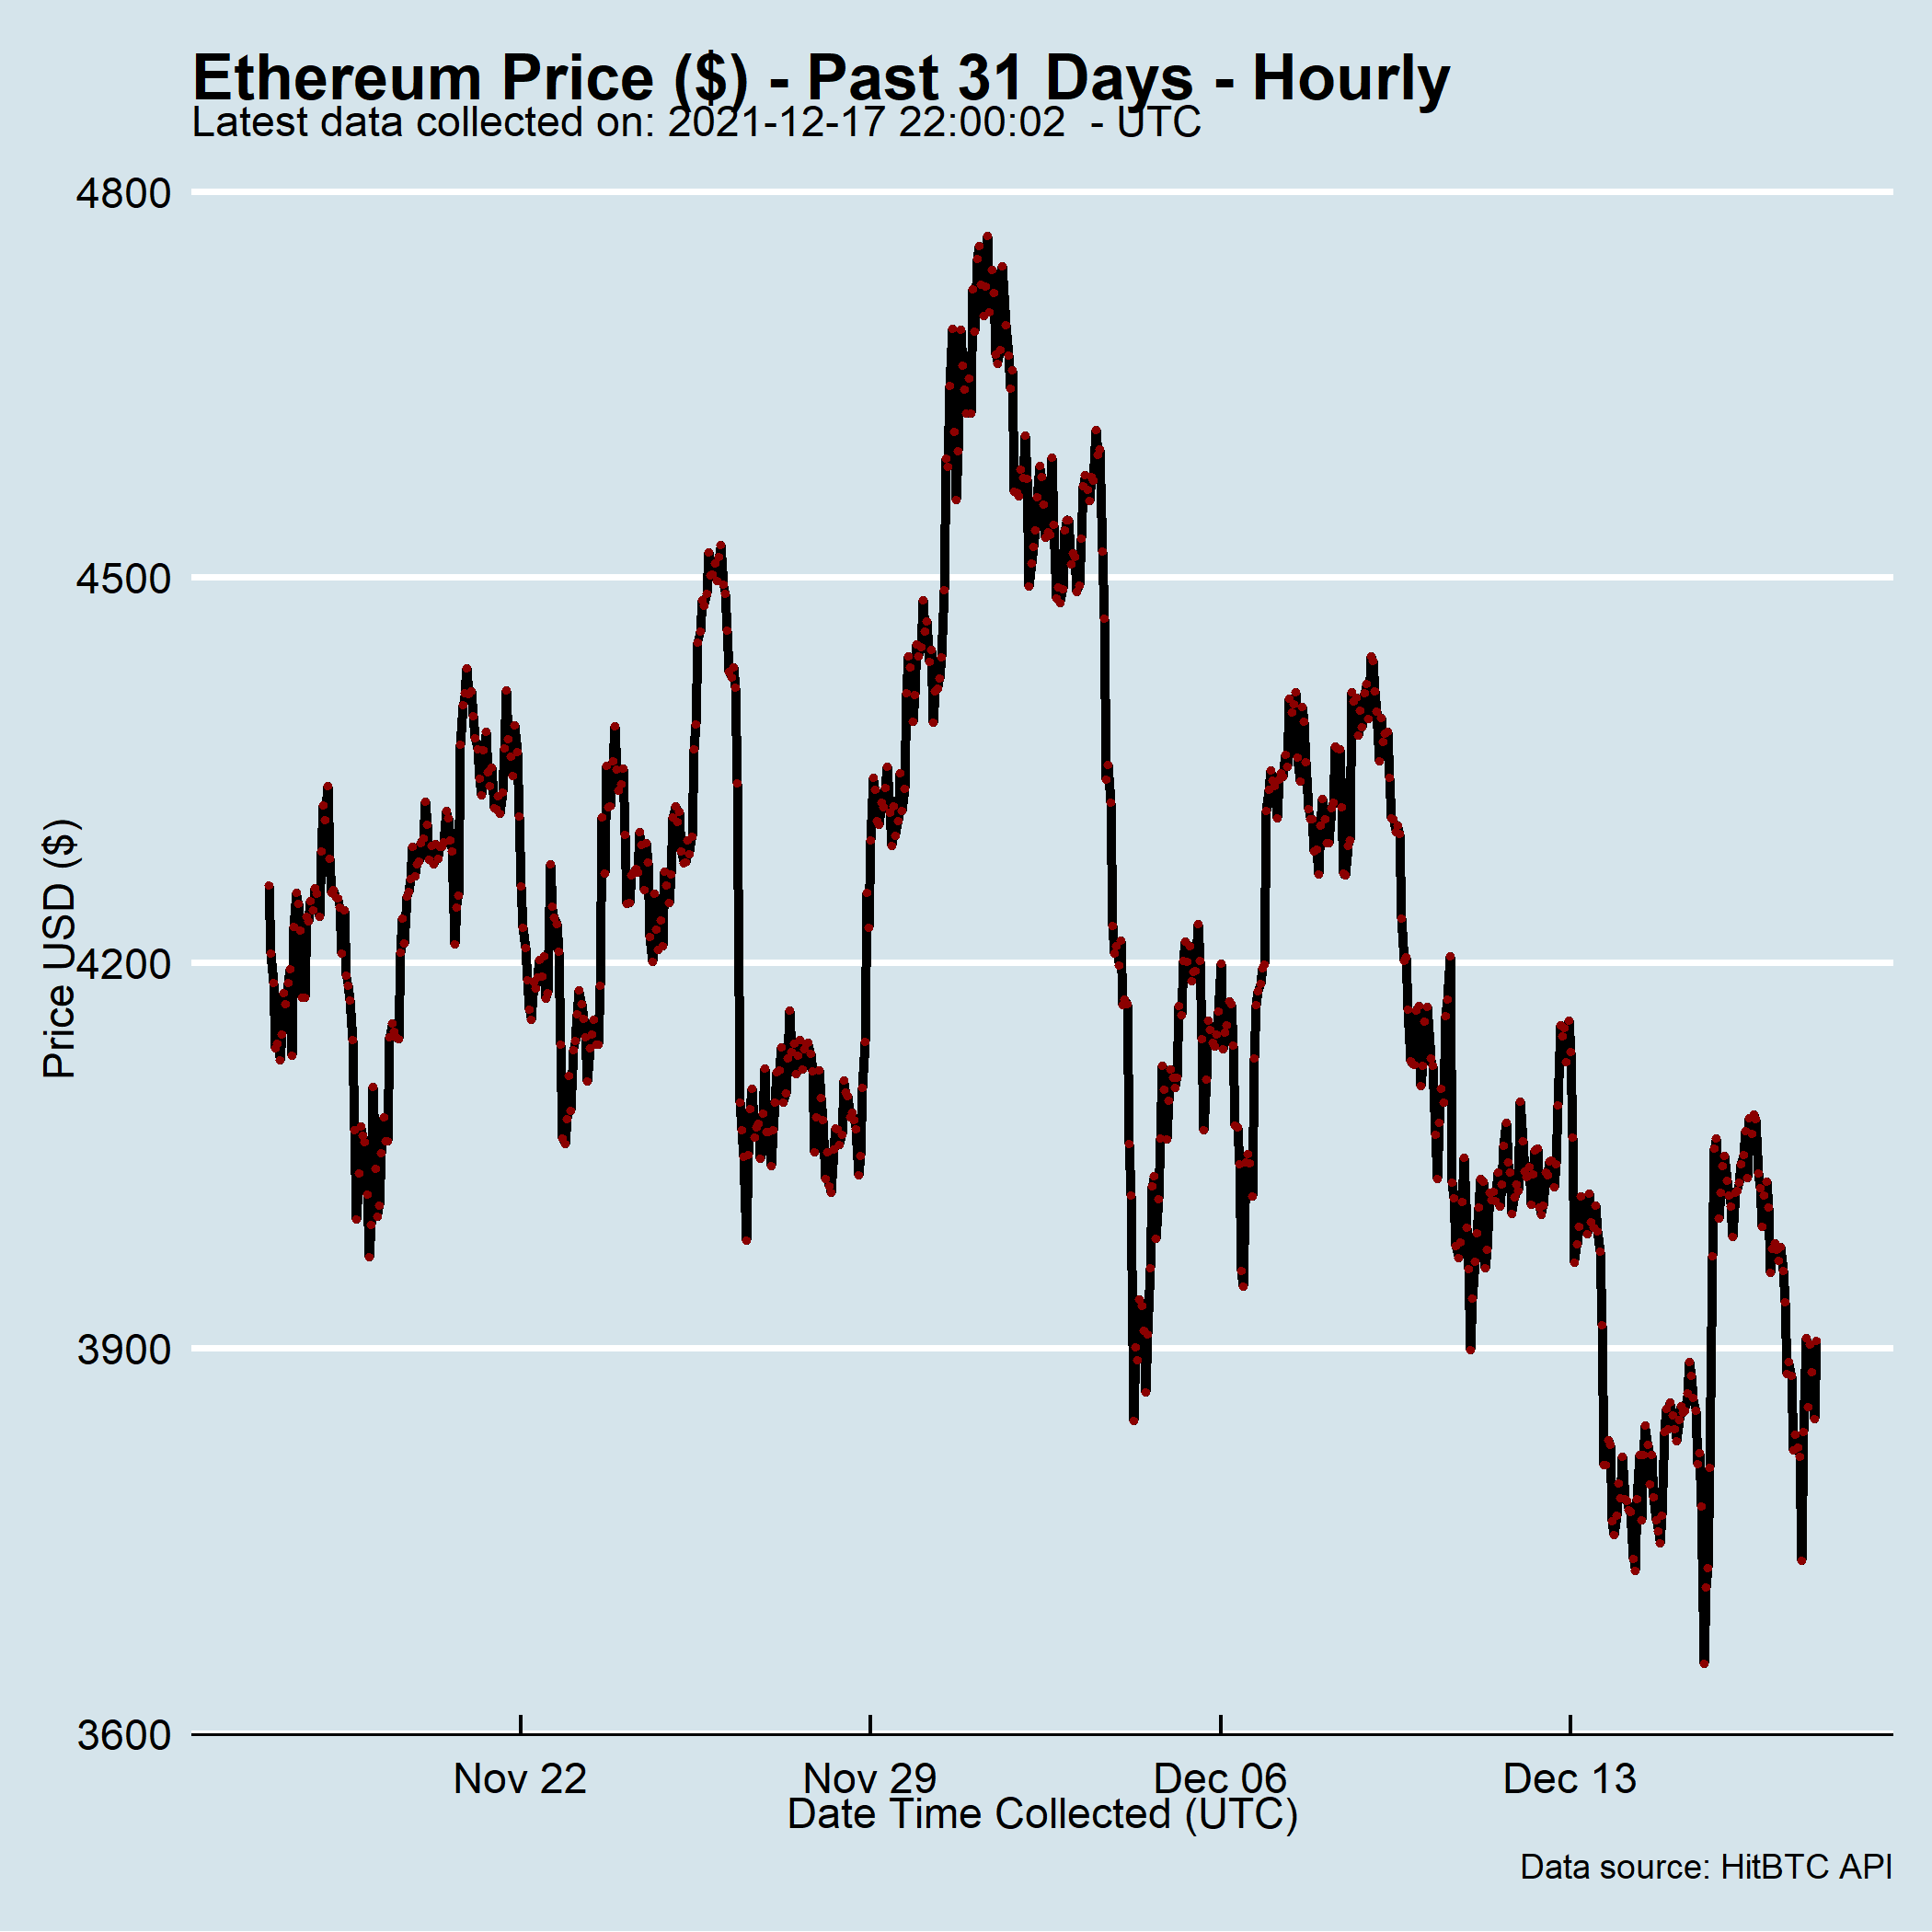 Ethereum Price ($) - Past 31 Days - Hourly
Latest data collected on: 2021-12-17 22:00:02  - UTC
4800
4500
4200
3900
3600
Price USD ($)
Nov 22
Nov 29
Dec 06
Dec 13
Date Time Collected (UTC)
Data source: HitBTC API